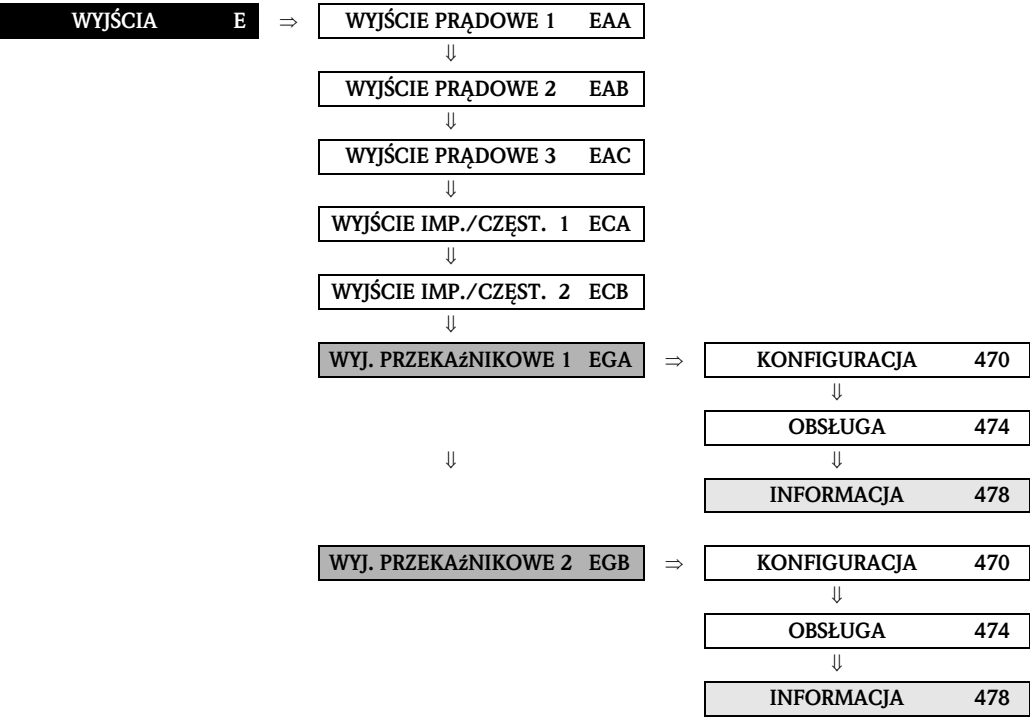 WYJŚCIA E ⇒ WYJŚCIE PRĄDOWE 1 EAA
⇓
WYJŚCIE PRĄDOWE 2 EAB
⇓
WYJŚCIE PRĄDOWE 3 EAC
⇓
WYJŚCIE IMP./CZĘST. 1 ECA
⇓
WYJŚCIE IMP./CZĘST. 2 ECB
⇓
WYJ. PRZEKAźNIKOWE 1 EGA ⇒ KONFIGURACJA 470
⇓
OBSŁUGA 474
⇓ ⇓
INFORMACJA 478
WYJ. PRZEKAźNIKOWE 2 EGB ⇒ KONFIGURACJA 470
⇓
OBSŁUGA 474
⇓
INFORMACJA 478